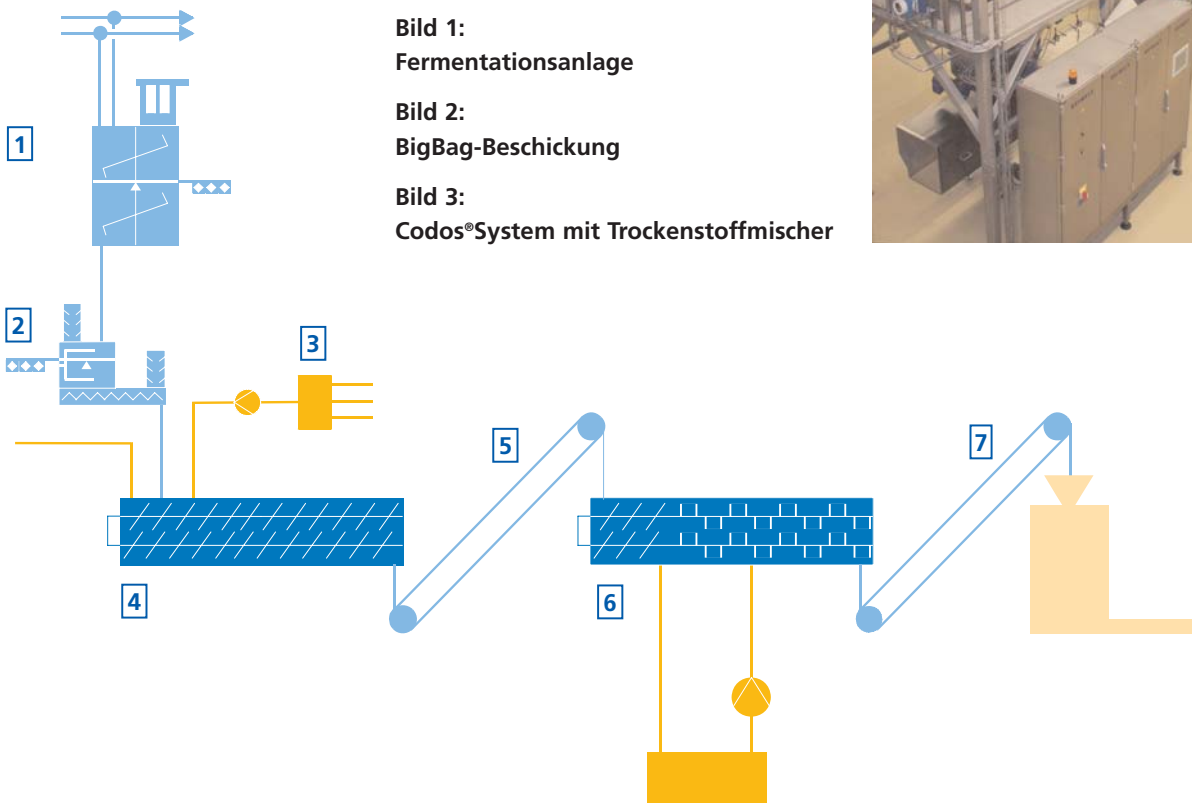 Bild 1:
Fermentationsanlage
Bild 2:
BigBag-Beschickung
Bild 3:
Codos®System mit Trockenstoffmischer
1
2
3
4
5
6
7